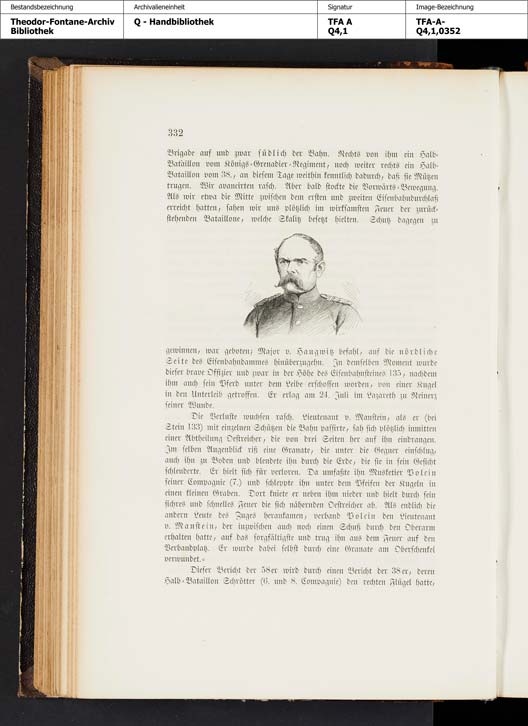 Bestandsbezeichnung
Archivalieneinheit
Signatur
Image-Bezeichnung
Theodor-Fontane-Archiv
Bibliothek
Q - Handbibliothek
TFA A
Q4,1
TFA-A-
Q4,1,0352
332
Brigade auf und zwar südlich der Bahn. Rechts von ihm ein Halb-
Bataillon vom Königs-Grenadier-Regiment, noch weiter rechts ein Halb-
Bataillon vom 38., an diesem Tage weithin kenntlich dadurch, daß sie Mützen
trugen. Wir avancirten rasch. Aber bald stockte die Vorwärts-Bewegung.
Als wir etwa die Mitte zwischen dem ersten und zweiten Eisenbahndurchlaß
erreicht hatten, sahen wir uns plötzlich im wirksamsten Feuer der zurück-
stehenden Bataillone, welche Skalitz besetzt hielten. Schutz dagegen zu
gewinnen, war geboten; Major v. Haugwitz befahl, auf die nördliche
Seite des Eisenbahndammes hinüberzugehn. In demselben Moment wurde
dieser brave Offizier und zwar in der Höhe des Eisenbahnsteines 135, nachdem
ihm auch sein Pferd unter dem Leibe erschossen worden, von einer Kugel
in den Unterleib getroffen. Er erlag am 24. Juli im Lazareth zu Reinerz
seiner Wunde.
Die Verluste wuchsen rasch. Lieutenant v. Manstein, als er (bei
Stein 133) mit einzelnen Schützen die Bahn passirte, sah sich plötzlich inmitten
einer Abtheilung Oestreicher, die von drei Seiten her auf ihn eindrangen.
Im selben Augenblick riß eine Granate, die unter die Gegner einschlug,
auch ihn zu Boden und blendete ihn durch die Erde, die sie in sein Gesicht
schleuderte. Er hielt sich für verloren. Da umfaßte ihn Musketier Polein
seiner Compagnie (7.) und schleppte ihn unter dem Pfeifen der Kugeln in
einen kleinen Graben. Dort kniete er neben ihm nieder und hielt durch sein
sichres und schnelles Feuer die sich nähernden Oestreicher ab. Als endlich die
andern Leute des Zuges herankamen, verband Polein den Lieutenant
v. Manstein, der inzwischen auch noch einen Schuß durch den Oberarm
erhalten hatte, auf das sorgfältigste und trug ihn aus dem Feuer auf den
Verbandplatz. Er wurde dabei selbst durch eine Granate am Oberschenkel
verwundet.«
Dieser Bericht der 58er wird durch einen Bericht der 38er, deren
Halb-Bataillon Schrötter (6. und 8. Compagnie) den rechten Flügel hatte,